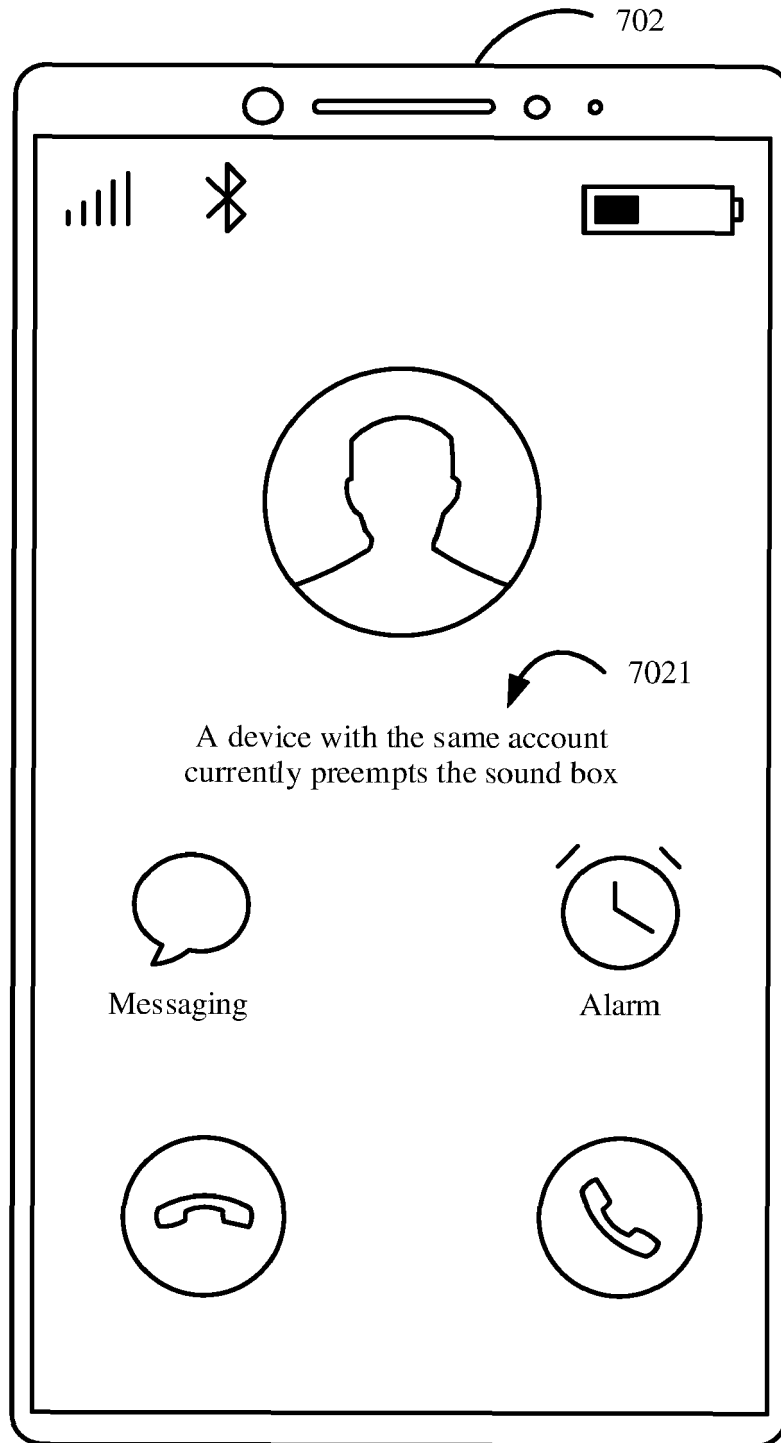 702
7021
A device with the same account
currently preempts the sound box
Messaging
Alarm